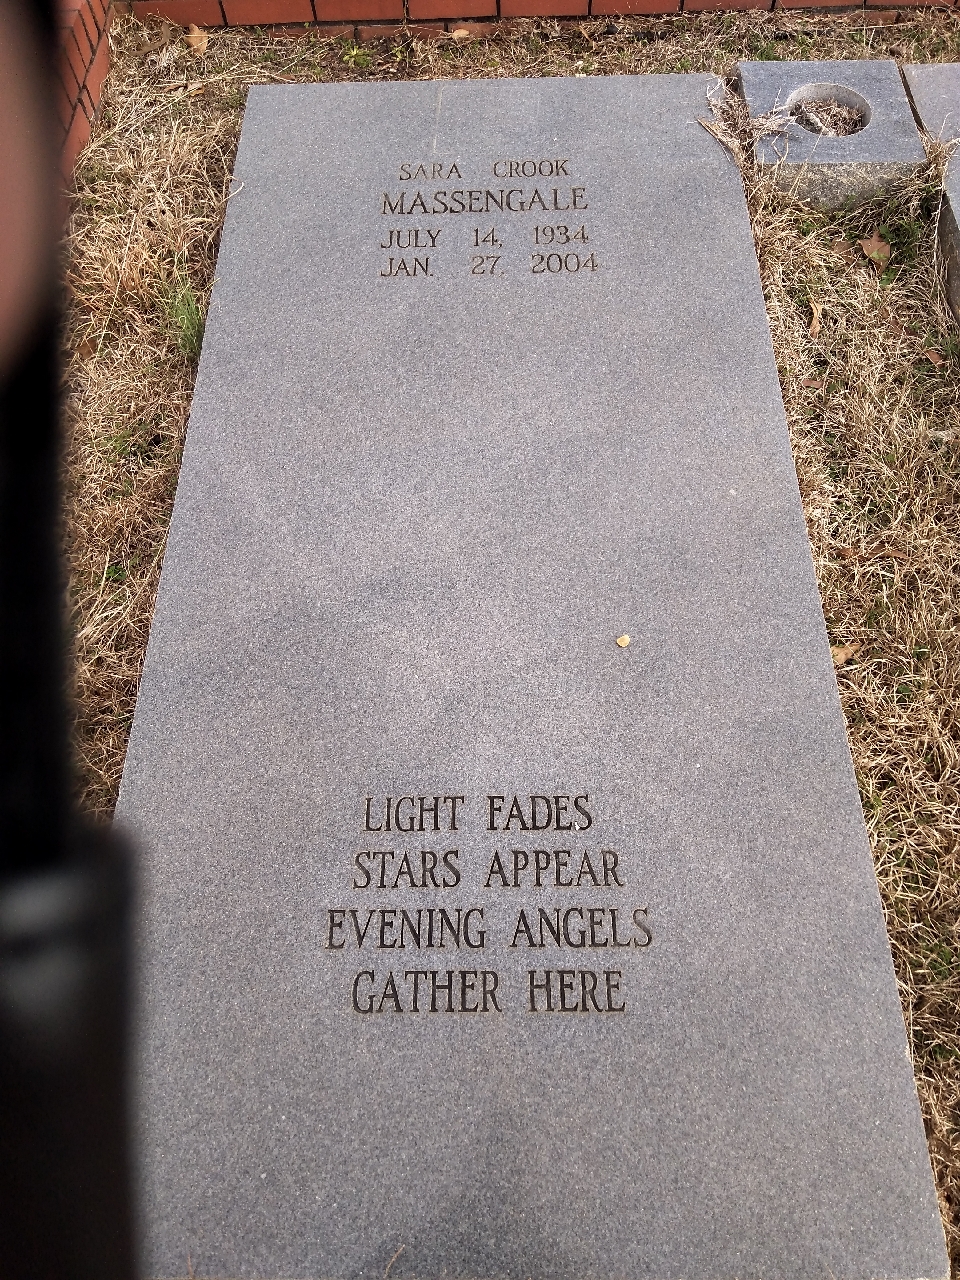 SARA CROOK
MASSENGALE
JULY 14, 1934
JAN. 27, 2004
LIGHT FADES
STARS APPEAR
EVENING ANGELS
GATHER HERE